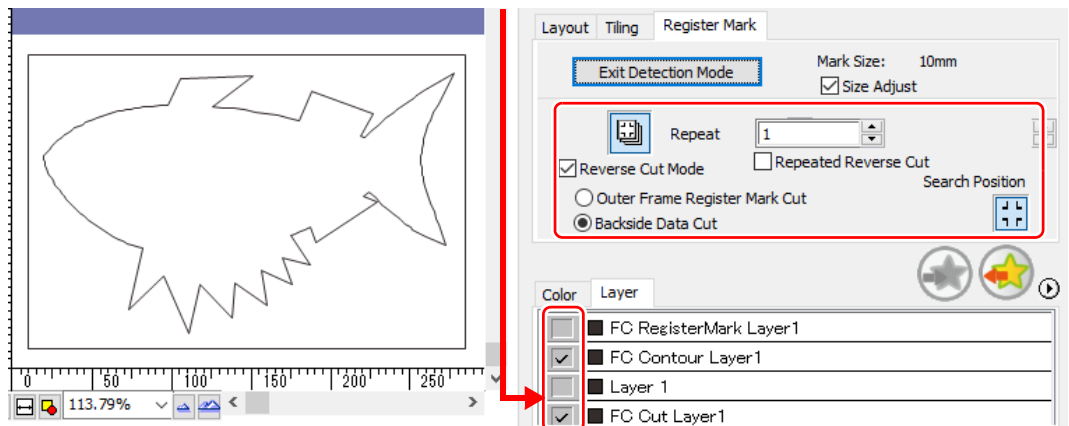 Layout Tiling Register Mark
Exit Detection Mode
Mark Size: 10mm
Size Adjust
Repeat 1
Reverse Cut Mode
Repeated Reverse Cut
Search Position
Outer Frame Register Mark Cut
Backside Data Cut
Color Layer
FC RegisterMark Layer1
FC Contour Layer1
Layer 1
FC Cut Layer1
0 50 100 150 200 250
113.79%